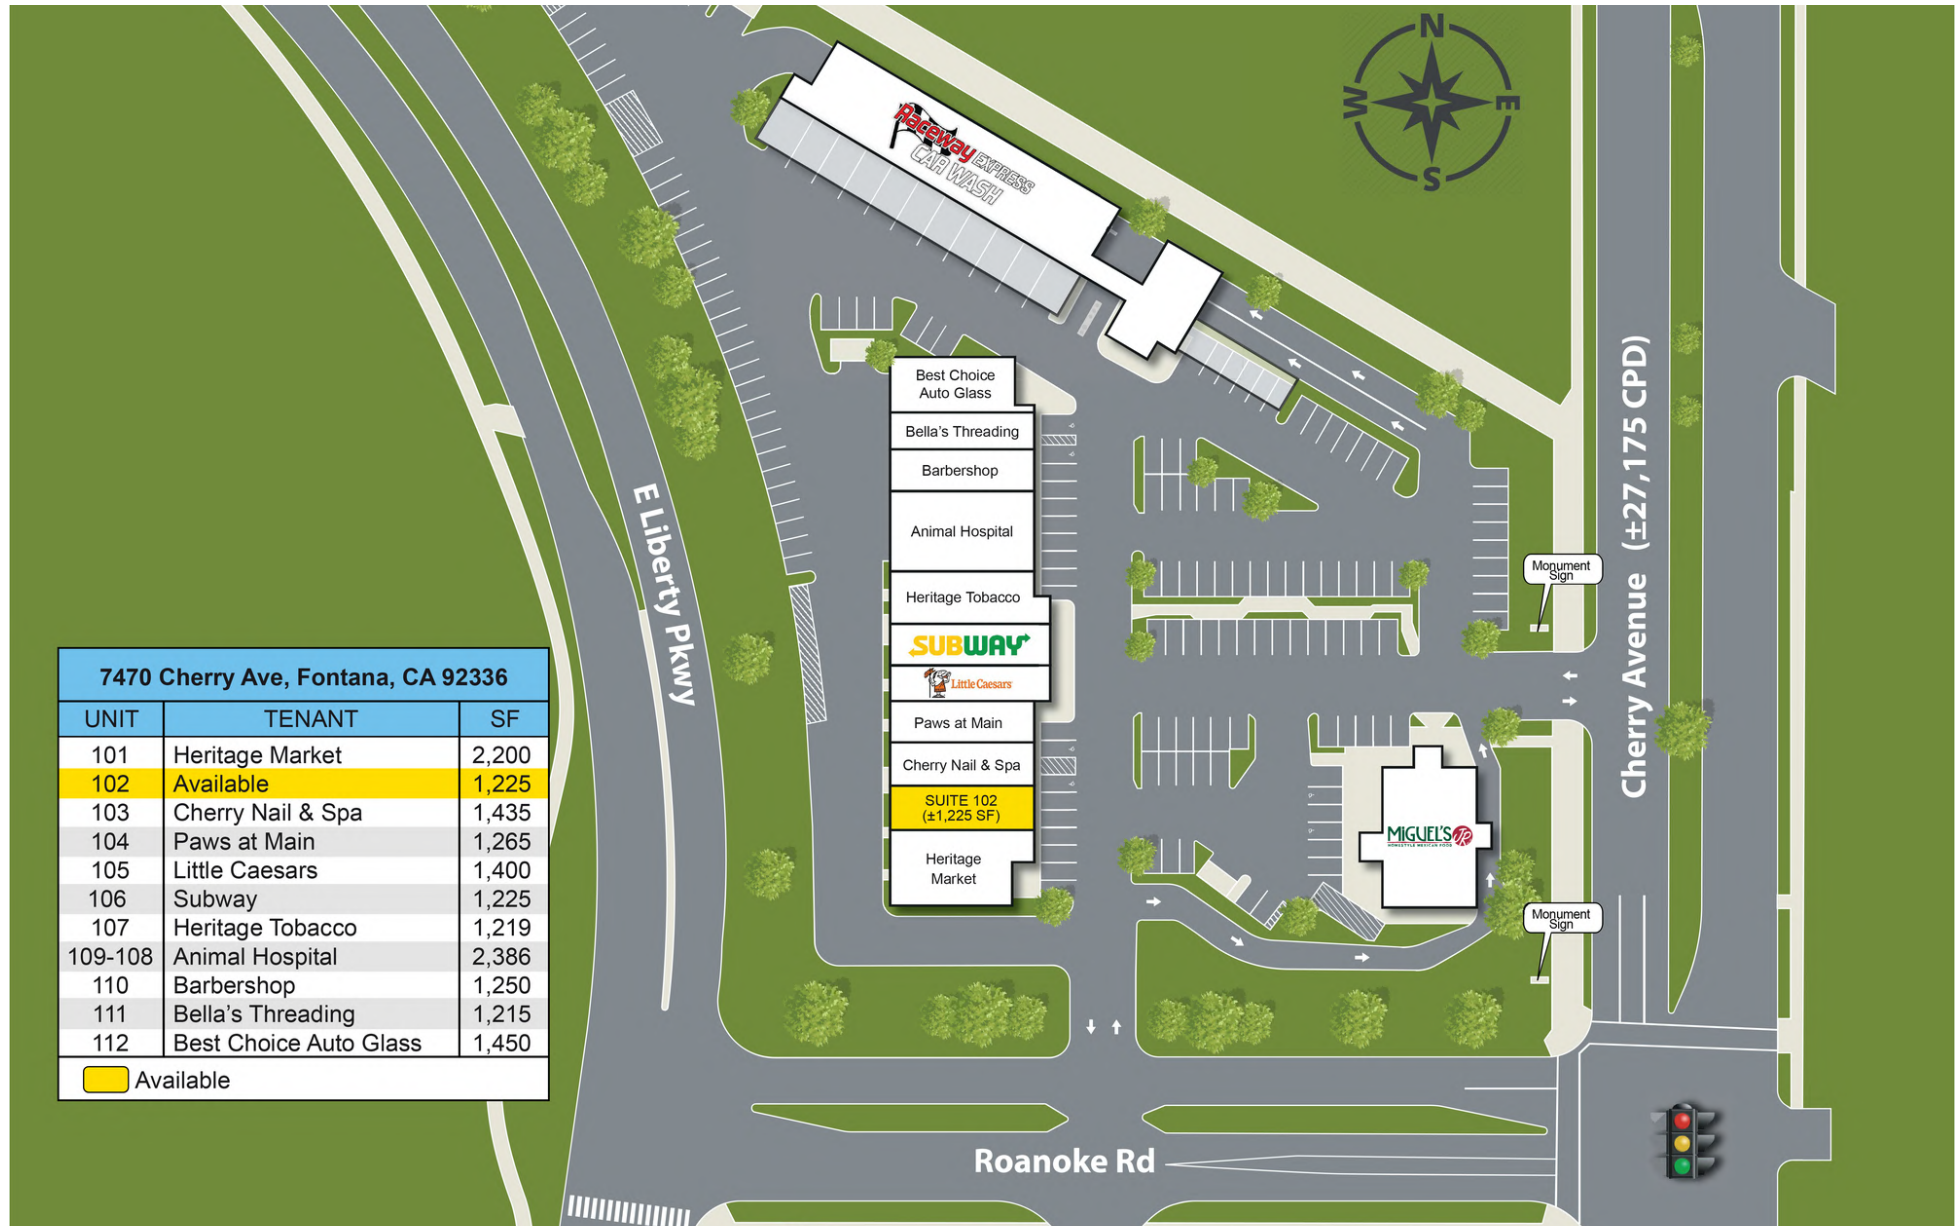 N
W
E
S
Raceway EXPRESS
CAR WASH
Best Choice
Auto Glass
Bella's Threading
Barbershop
Animal Hospital
Heritage Tobacco
SUBWAY
Little Caesars
Paws at Main
Cherry Nail & Spa
SUITE 102
(±1,225 SF)
Heritage
Market
MIGUEL'S JR
HOMESTYLE MEXICAN FOOD
Monument
Sign
Monument
Sign
E Liberty Pkwy
Cherry Avenue (±27,175 CPD)
Roanoke Rd
7470 Cherry Ave, Fontana, CA 92336
UNIT TENANT SF
101 Heritage Market 2,200
102 Available 1,225
103 Cherry Nail & Spa 1,435
104 Paws at Main 1,265
105 Little Caesars 1,400
106 Subway 1,225
107 Heritage Tobacco 1,219
109-108 Animal Hospital 2,386
110 Barbershop 1,250
111 Bella's Threading 1,215
112 Best Choice Auto Glass 1,450
Available